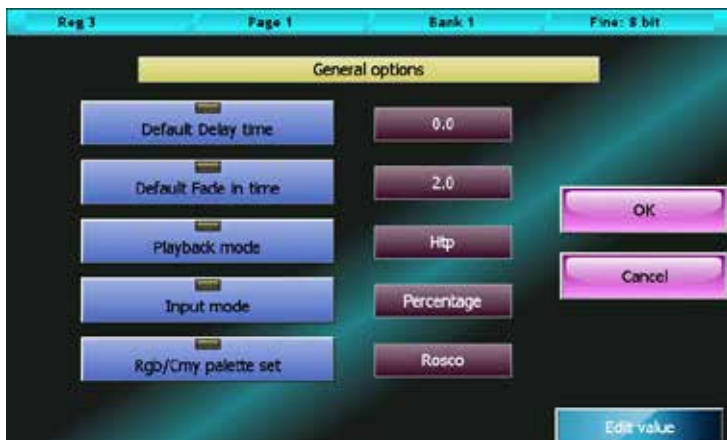 Reg 3 Page 1 Bank 1 Fine: 8 bit
General options
Default Delay time 0.0
Default Fade in time 2.0
OK
Playback mode Htp
Cancel
Input mode Percentage
Rgb/Cmy palette set Rosco
Edit value